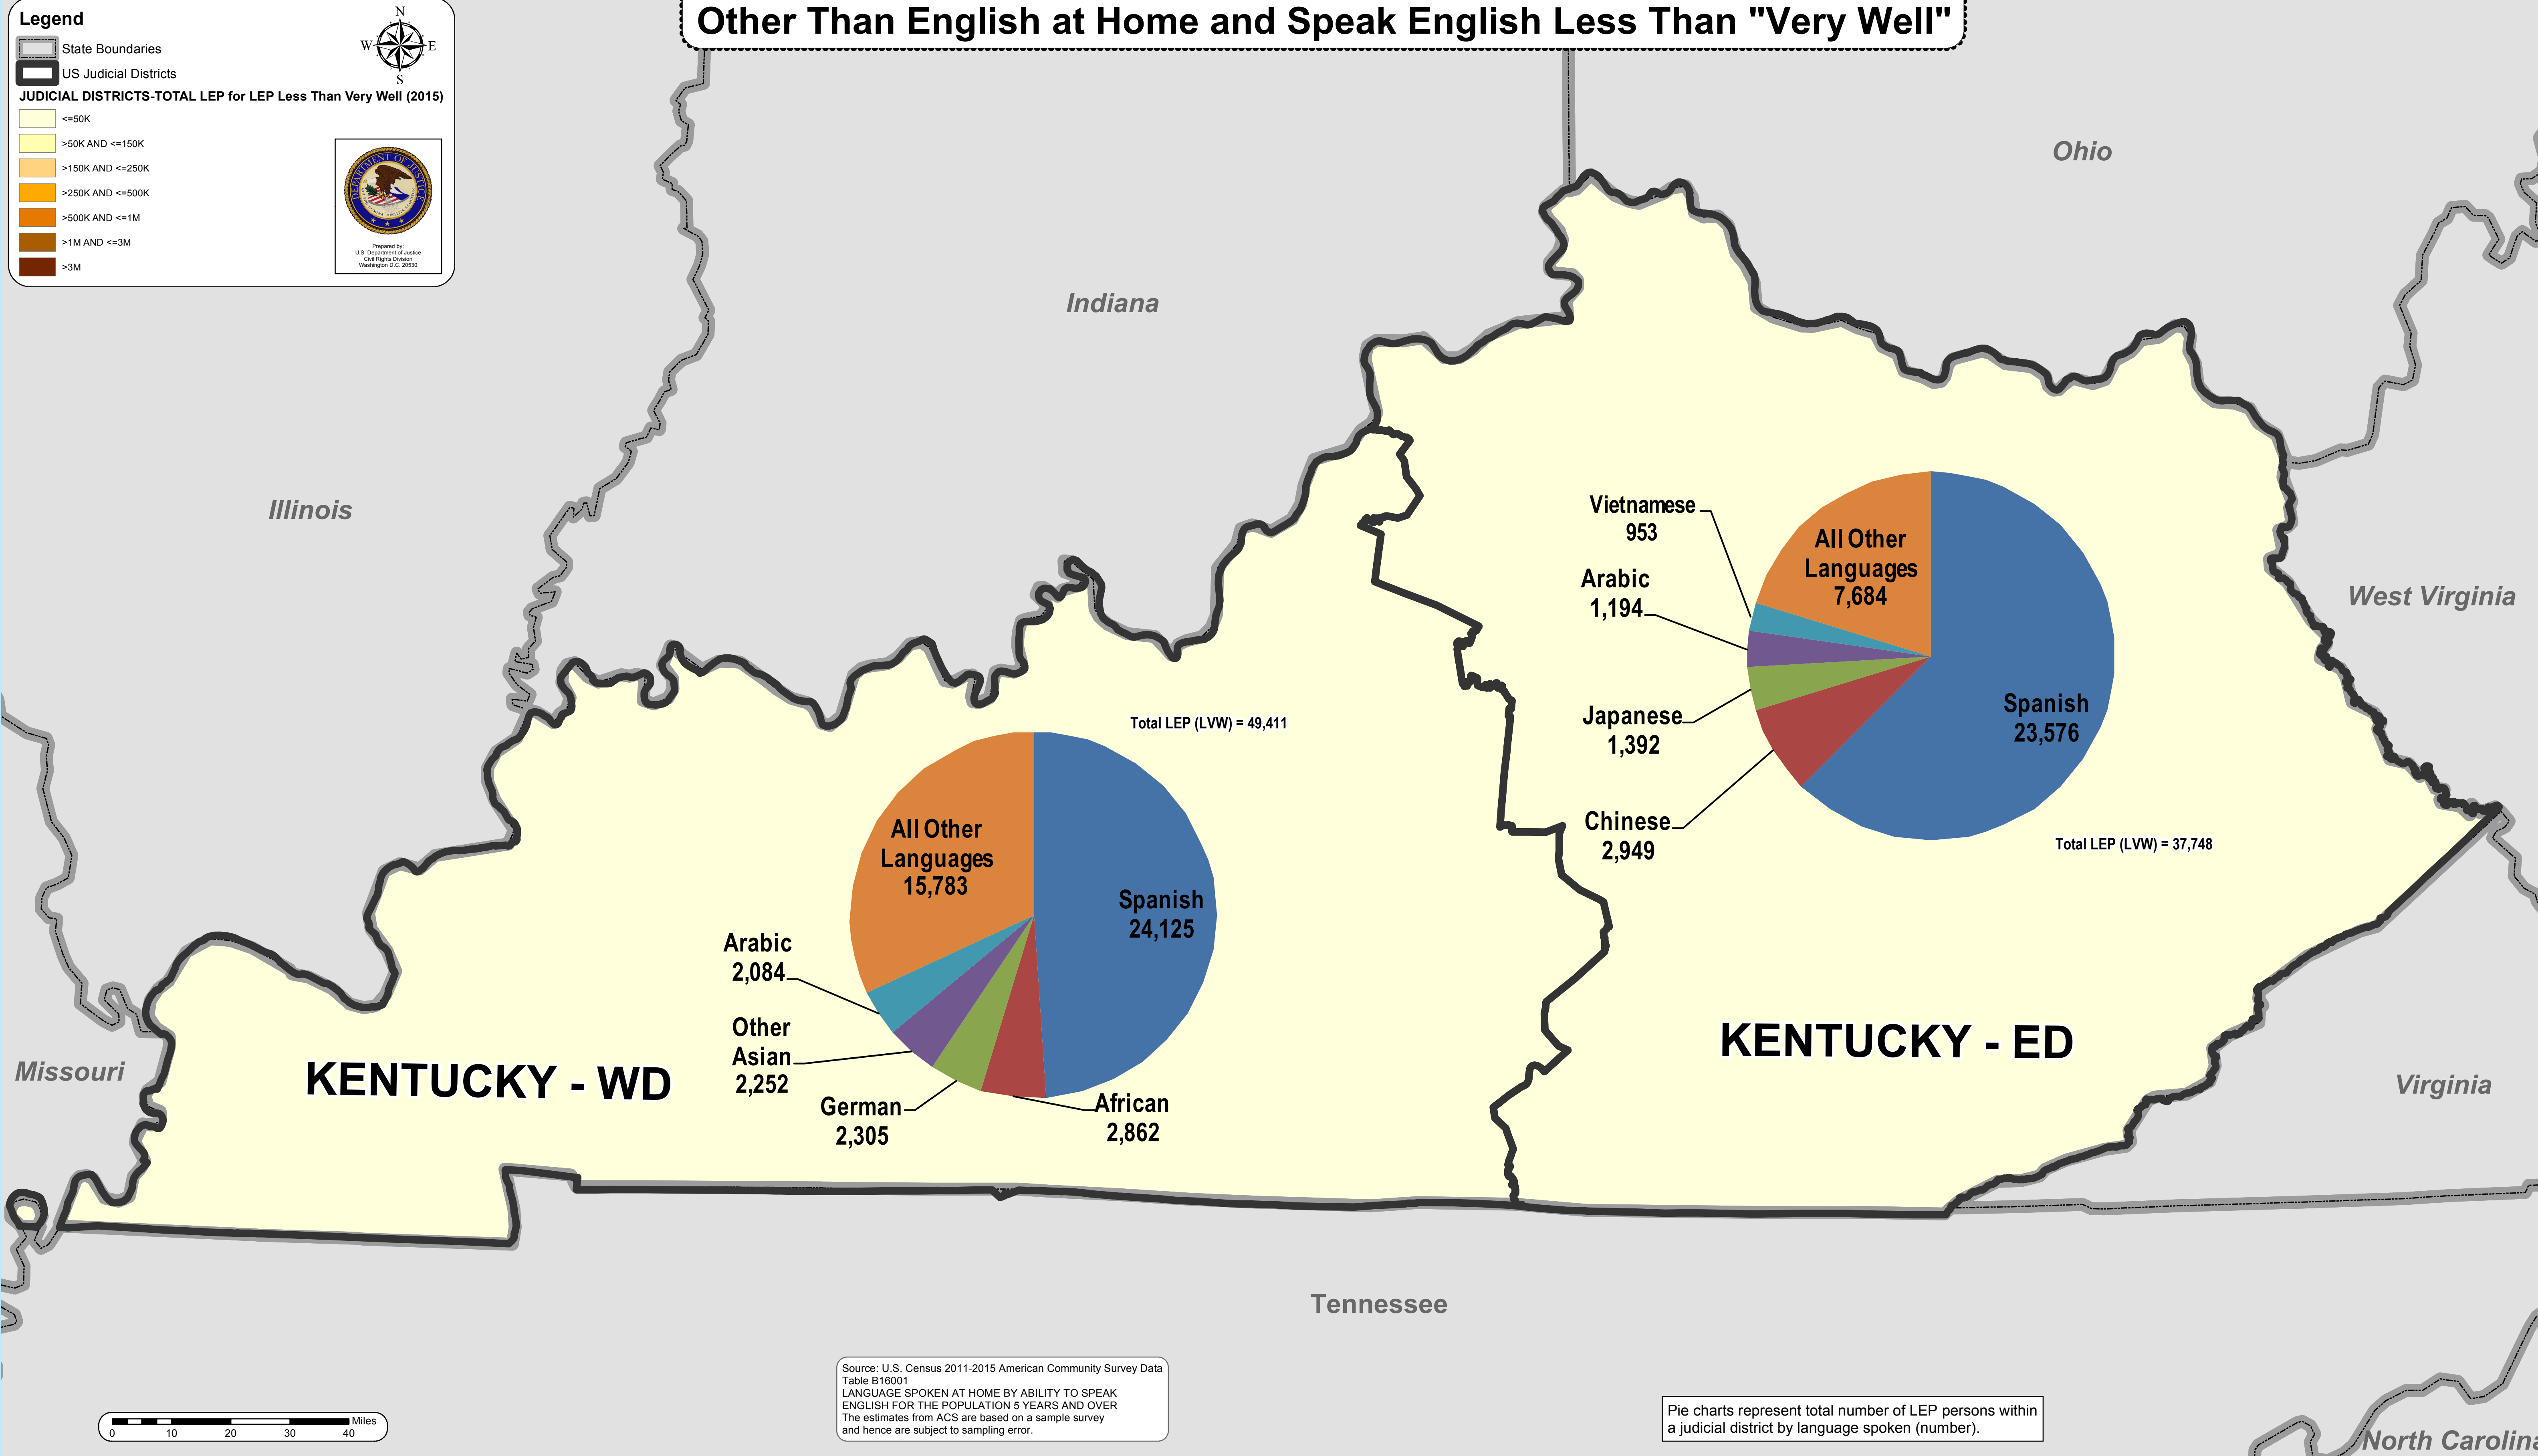 Other Than English at Home and Speak English Less Than "Very Well"
Legend
State Boundaries
US Judicial Districts
JUDICIAL DISTRICTS-TOTAL LEP for LEP Less Than Very Well (2015)
<=50K
>50K AND <=150K
>150K AND <=250K
>250K AND <=500K
>500K AND <=1M
>1M AND <=3M
>3M
N
W
E
S
DEPARTMENT OF JUSTICE
Prepared by:
U.S. Department of Justice
Civil Rights Division
Washington D.C. 20530
Ohio
Indiana
Illinois
West Virginia
Missouri
Virginia
Tennessee
North Carolina
Vietnamese
953
Arabic
1,194
Japanese
1,392
Chinese
2,949
All Other
Languages
7,684
Spanish
23,576
Total LEP (LVW) = 37,748
KENTUCKY - ED
Total LEP (LVW) = 49,411
All Other
Languages
15,783
Spanish
24,125
Arabic
2,084
Other
Asian
2,252
German
2,305
African
2,862
KENTUCKY - WD
Miles
0 10 20 30 40
Source: U.S. Census 2011-2015 American Community Survey Data
Table B16001
LANGUAGE SPOKEN AT HOME BY ABILITY TO SPEAK
ENGLISH FOR THE POPULATION 5 YEARS AND OVER
The estimates from ACS are based on a sample survey
and hence are subject to sampling error.
Pie charts represent total number of LEP persons within
a judicial district by language spoken (number).